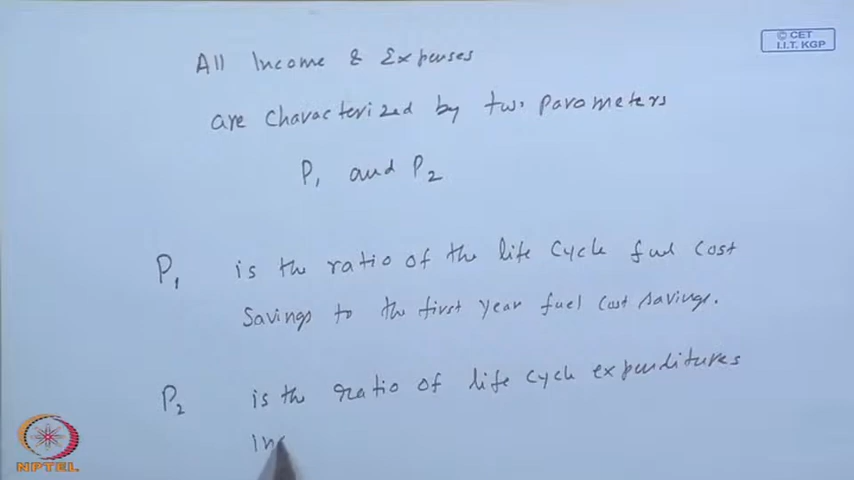 © CET
I.I.T. KGP
All Income & Expenses
are characterized by two parameters
P1 and P2
P1 is the ratio of the life cycle fuel cost
Savings to the first year fuel cost savings.
P2 is the ratio of life cycle expenditures
inc
NPTEL